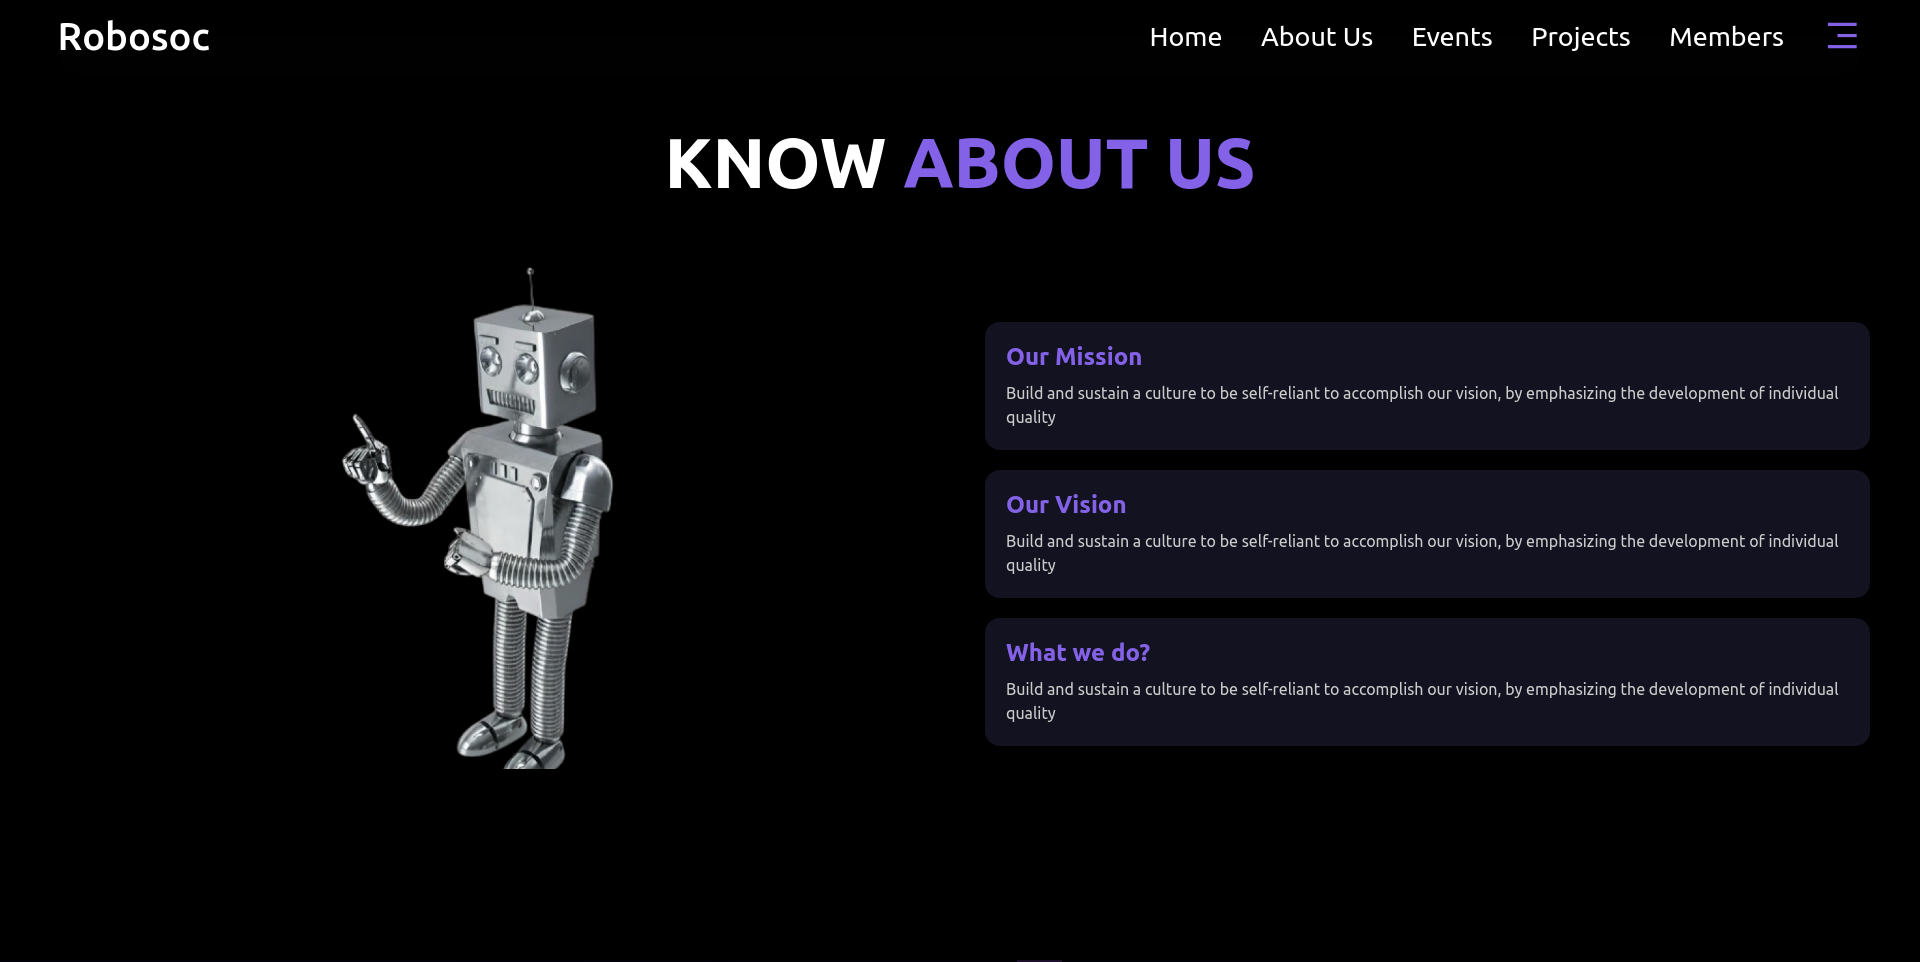 Robosoc
Home About Us Events Projects Members
KNOW ABOUT US
Our Mission
Build and sustain a culture to be self-reliant to accomplish our vision, by emphasizing the development of individual
quality
Our Vision
Build and sustain a culture to be self-reliant to accomplish our vision, by emphasizing the development of individual
quality
What we do?
Build and sustain a culture to be self-reliant to accomplish our vision, by emphasizing the development of individual
quality